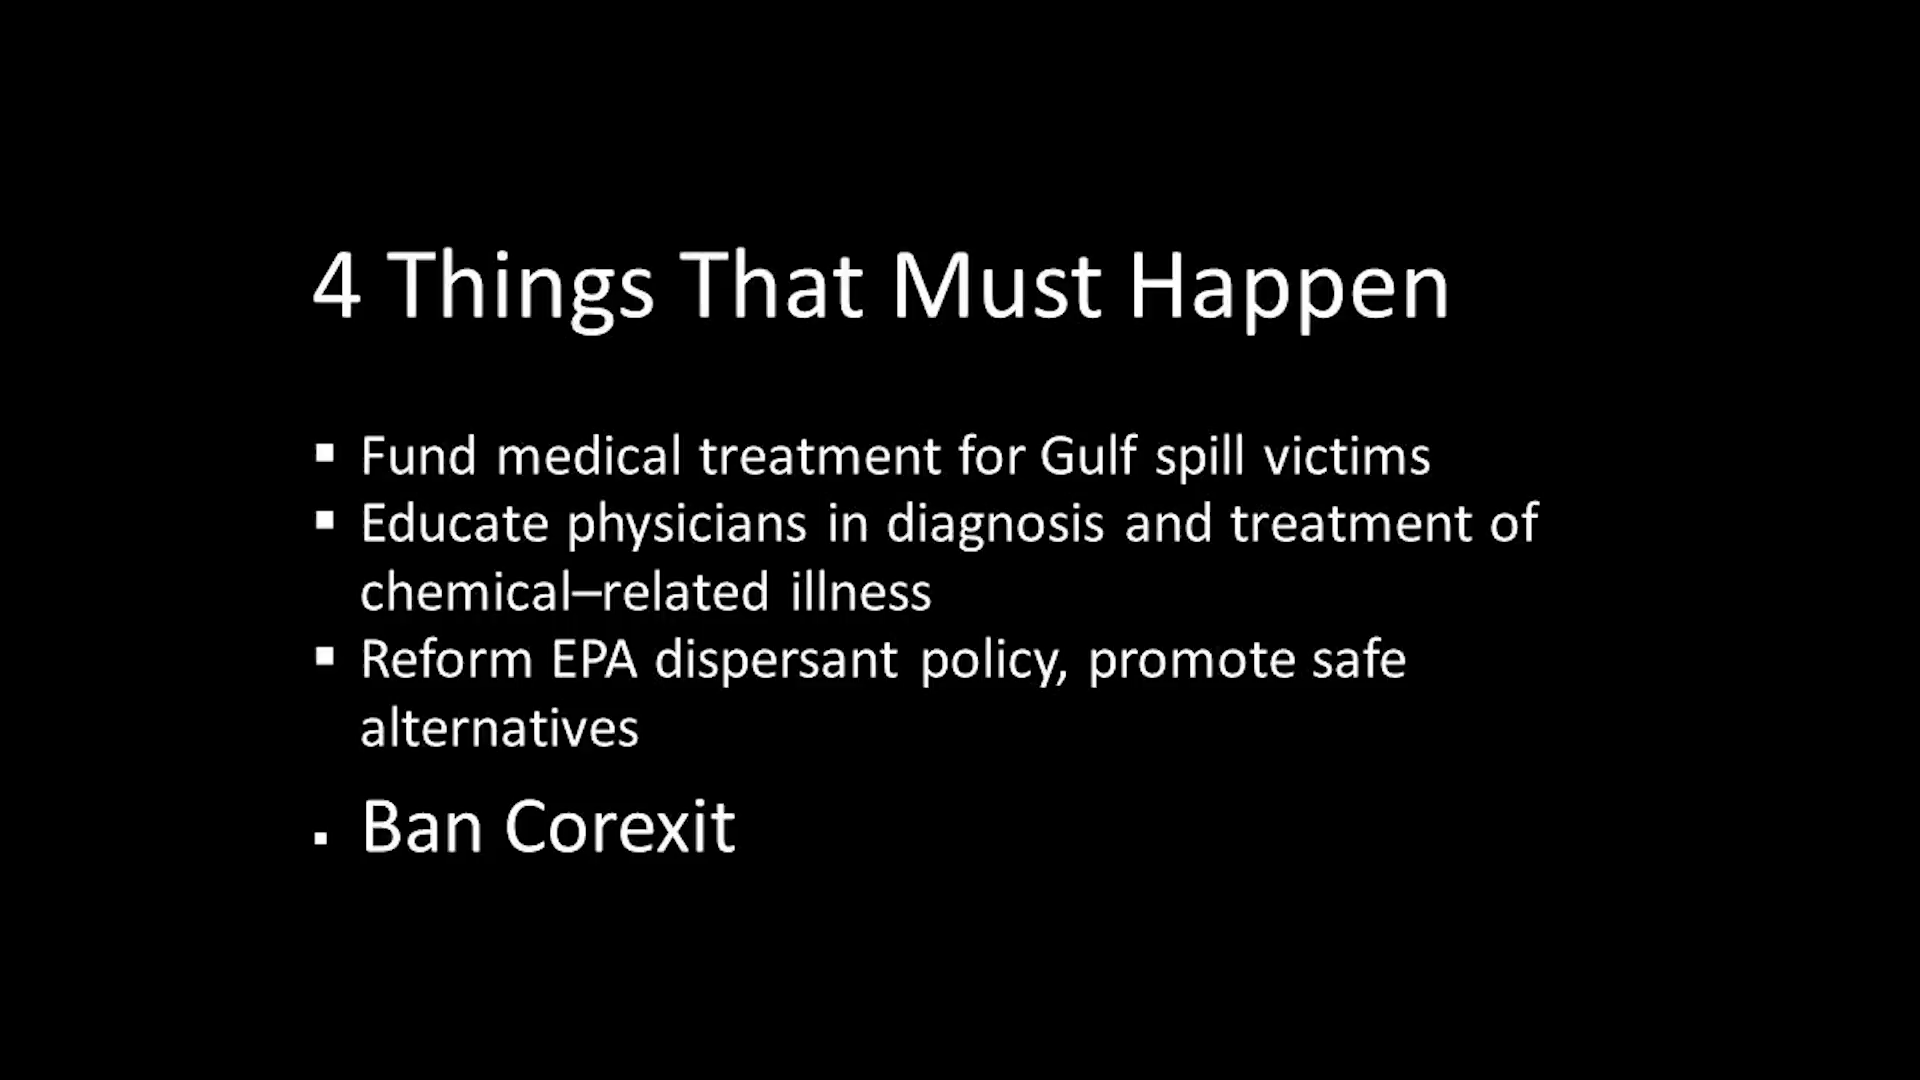 4 Things That Must Happen
▪ Fund medical treatment for Gulf spill victims
▪ Educate physicians in diagnosis and treatment of
chemical–related illness
▪ Reform EPA dispersant policy, promote safe
alternatives
▪ Ban Corexit